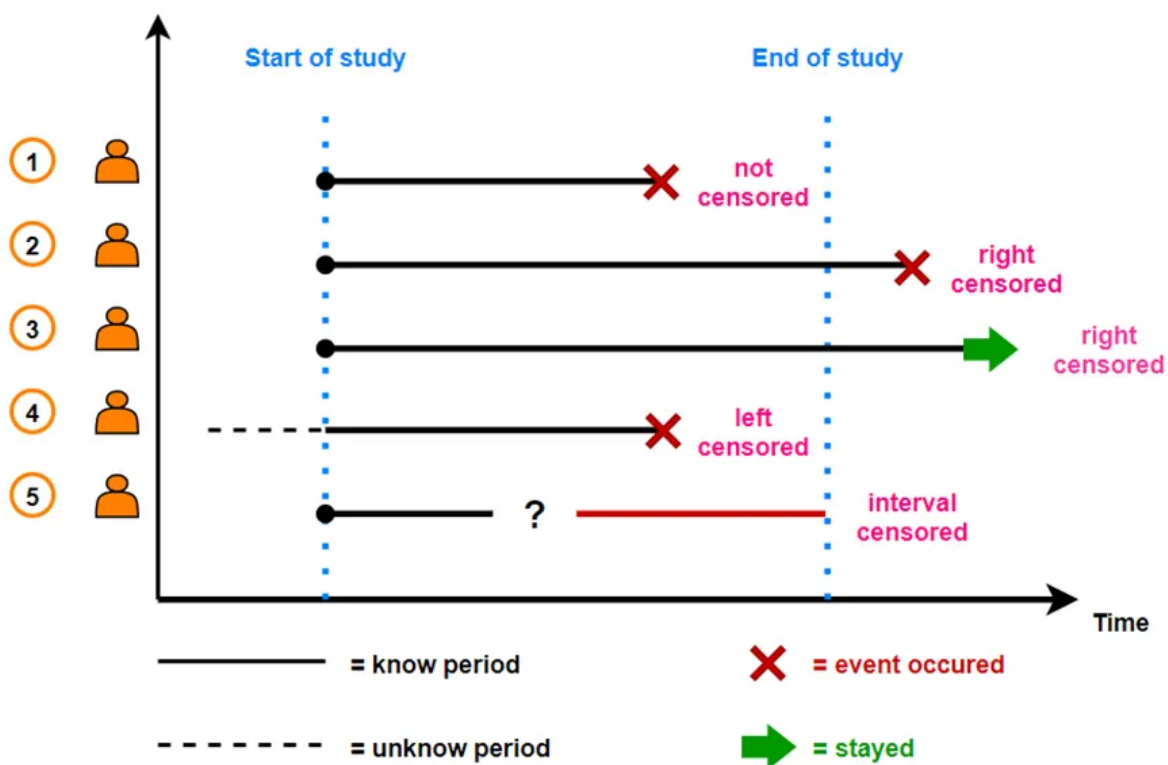 Start of study
End of study
1
not
censored
2
right
censored
3
right
censored
4
left
censored
5
?
interval
censored
Time
= know period
= event occured
= unknow period
= stayed